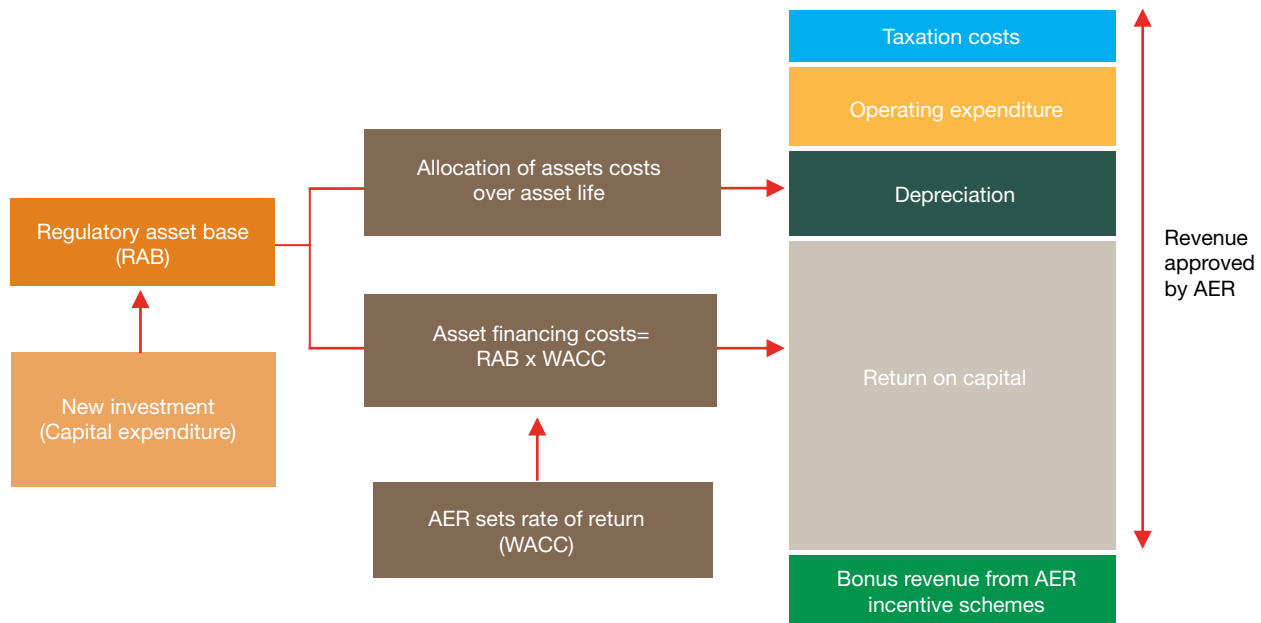 Regulatory asset base
(RAB)
New investment
(Capital expenditure)
Allocation of assets costs
over asset life
Asset financing costs=
RAB x WACC
AER sets rate of return
(WACC)
Taxation costs
Operating expenditure
Depreciation
Return on capital
Bonus revenue from AER
incentive schemes
Revenue
approved
by AER